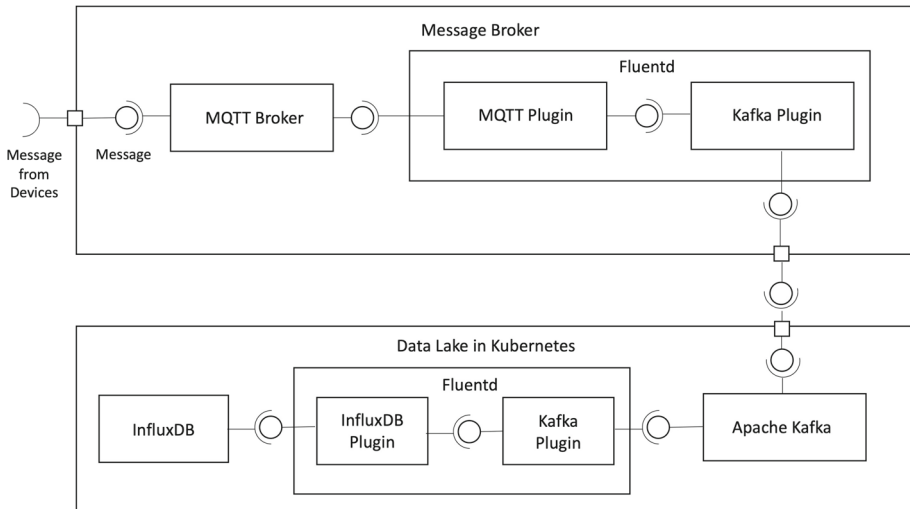 Message Broker
Fluentd
MQTT Broker
MQTT Plugin
Kafka Plugin
Message
from
Devices
Message
Data Lake in Kubernetes
Fluentd
InfluxDB
InfluxDB
Plugin
Kafka
Plugin
Apache Kafka